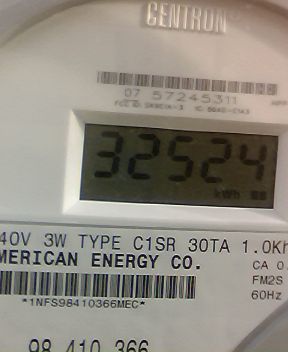 CENTRON
07 57245311
32524
kWh
40V 3W TYPE C1SR 30TA 1.0Kh
MERICAN ENERGY CO.
CA 0.
FM2S
60Hz
*1NFS98410366MEC*
98 410 366